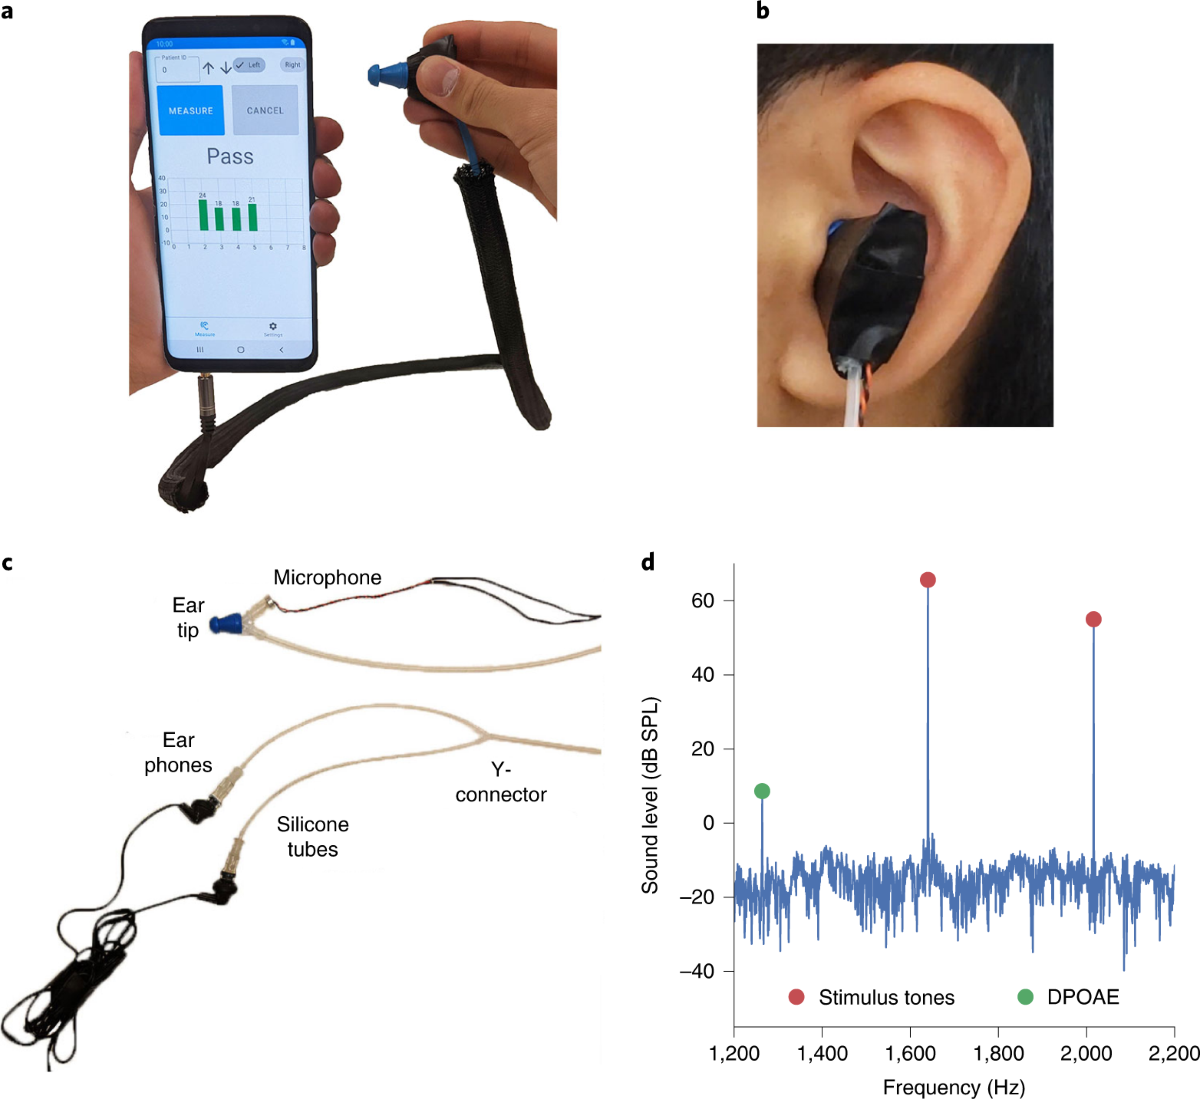 a
10:00
Patient ID
0
Left
Right
MEASURE
CANCEL
Pass
40
30
20
10
0
-10
24
18
18
21
0 1 2 3 4 5 6 7 8
Measure
Settings
b
c
Microphone
Ear
tip
Ear
phones
Y-
connector
Silicone
tubes
d
Sound level (dB SPL)
60
40
20
0
−20
−40
Stimulus tones
DPOAE
1,200 1,400 1,600 1,800 2,000 2,200
Frequency (Hz)